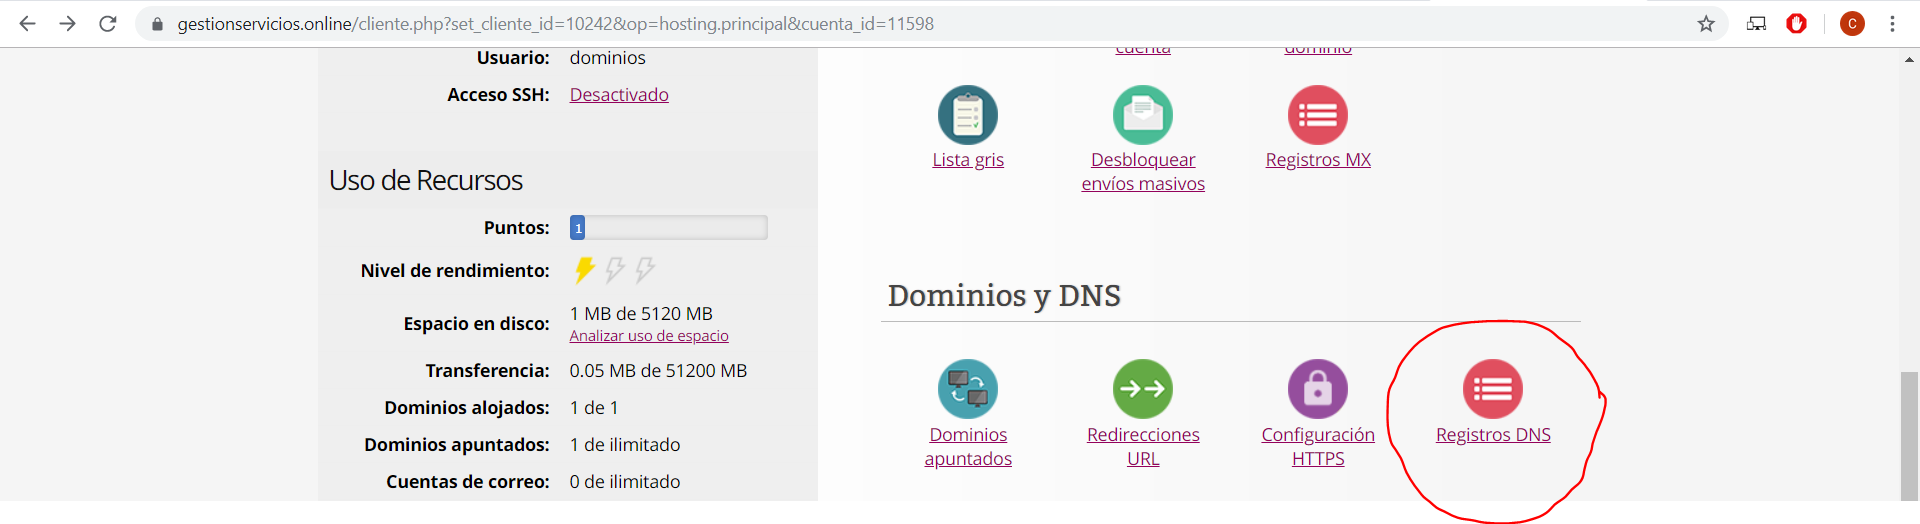 gestionservicios.online/cliente.php?set_cliente_id=10242&op=hosting.principal&cuenta_id=11598
C
Usuario: dominios
Acceso SSH: Desactivado
Uso de Recursos
Puntos: 1
Nivel de rendimiento:
Espacio en disco: 1 MB de 5120 MB
Analizar uso de espacio
Transferencia: 0.05 MB de 51200 MB
Dominios alojados: 1 de 1
Dominios apuntados: 1 de ilimitado
Cuentas de correo: 0 de ilimitado
cuenta
dominio
Lista gris
Desbloquear
envíos masivos
Registros MX
Dominios y DNS
Dominios
apuntados
Redirecciones
URL
Configuración
HTTPS
Registros DNS